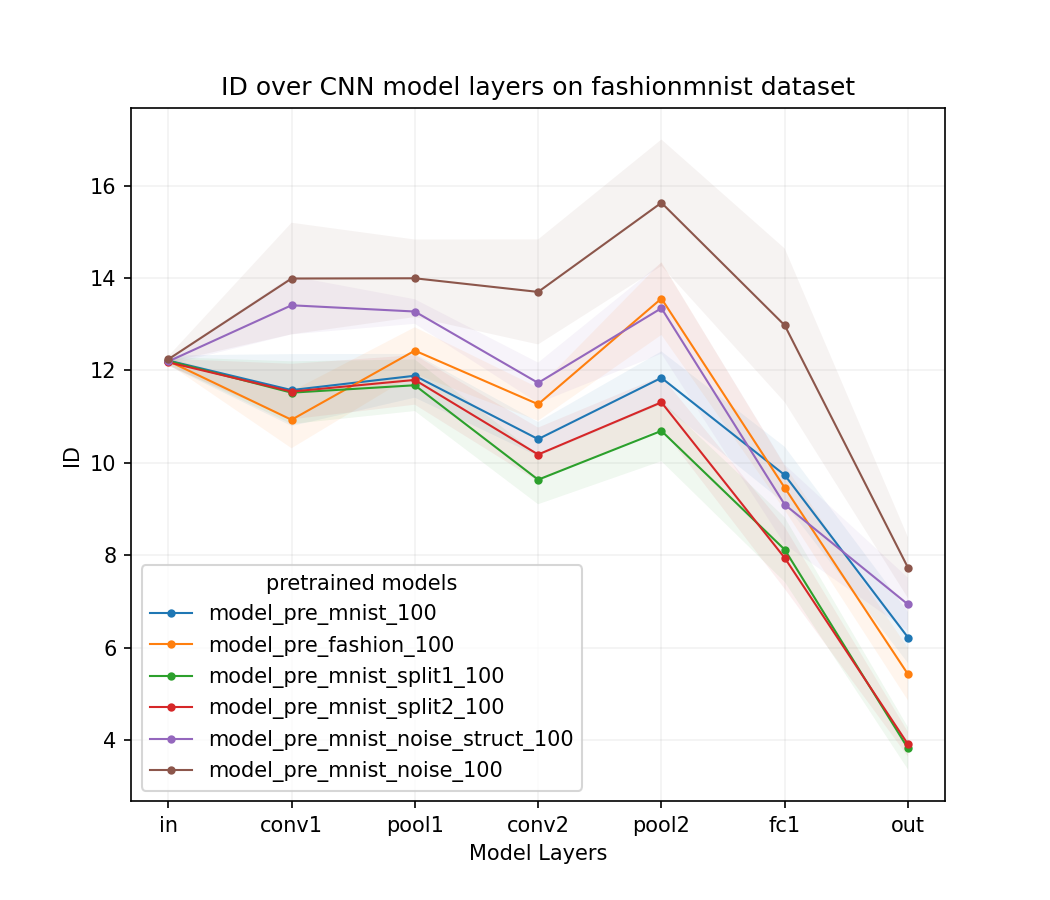 ID over CNN model layers on fashionmnist dataset
16
14
12
10
8
6
4
ID
pretrained models
model_pre_mnist_100
model_pre_fashion_100
model_pre_mnist_split1_100
model_pre_mnist_split2_100
model_pre_mnist_noise_struct_100
model_pre_mnist_noise_100
in conv1 pool1 conv2 pool2 fc1 out
Model Layers